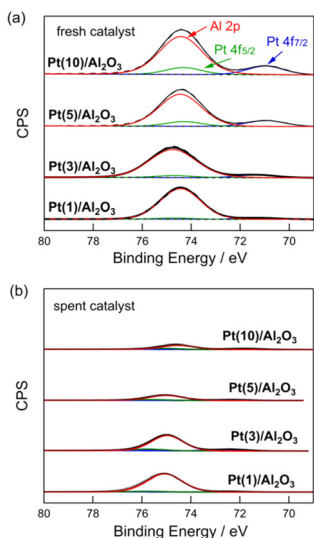 (a)
fresh catalyst
Al 2p
Pt 4f5/2
Pt 4f7/2
Pt(10)/Al2O3
Pt(5)/Al2O3
Pt(3)/Al2O3
Pt(1)/Al2O3
CPS
80 78 76 74 72 70
Binding Energy / eV
(b)
spent catalyst
Pt(10)/Al2O3
Pt(5)/Al2O3
Pt(3)/Al2O3
Pt(1)/Al2O3
CPS
80 78 76 74 72 70
Binding Energy / eV